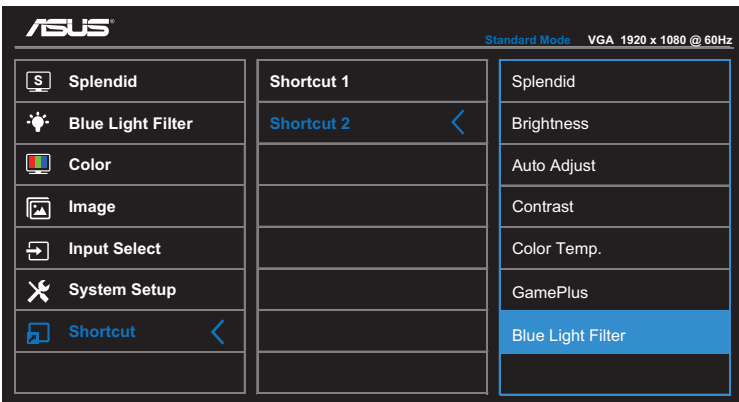 ASUS
Standard Mode VGA 1920 x 1080 @ 60Hz
S Splendid
Blue Light Filter
Color
Image
Input Select
System Setup
Shortcut
Shortcut 1
Shortcut 2
Splendid
Brightness
Auto Adjust
Contrast
Color Temp.
GamePlus
Blue Light Filter